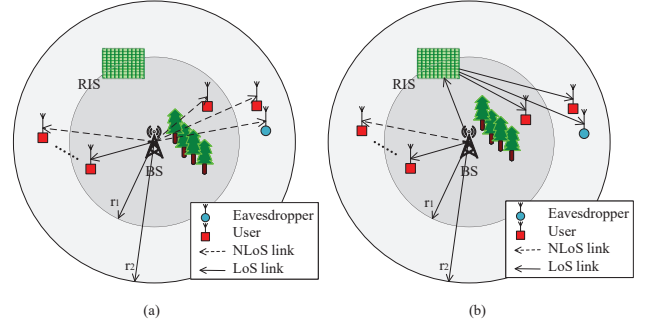 RIS
BS
r1
r2
Eavesdropper
User
NLoS link
LoS link
(a)
RIS
BS
r1
r2
Eavesdropper
User
NLoS link
LoS link
(b)